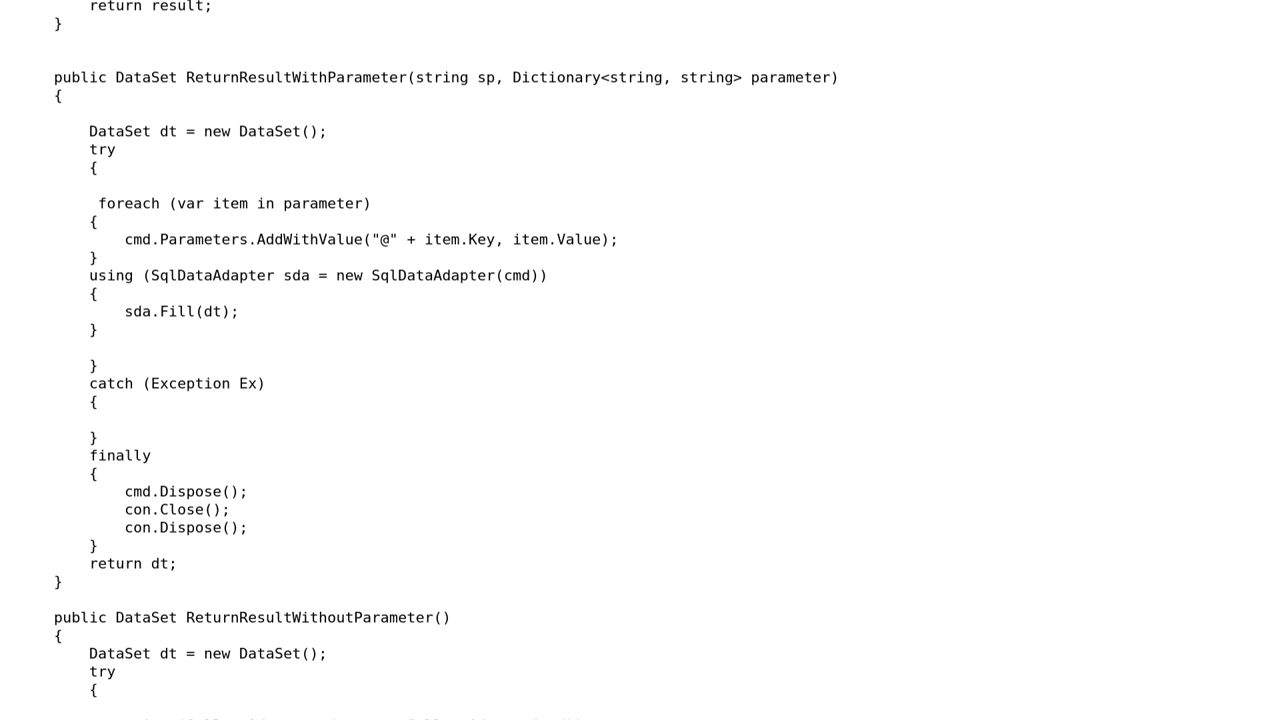 return result;
}
public DataSet ReturnResultWithParameter(string sp, Dictionary<string, string> parameter)
{
DataSet dt = new DataSet();
try
{
foreach (var item in parameter)
{
cmd.Parameters.AddWithValue("@" + item.Key, item.Value);
}
using (SqlDataAdapter sda = new SqlDataAdapter(cmd))
{
sda.Fill(dt);
}
}
catch (Exception Ex)
{
}
finally
{
cmd.Dispose();
con.Close();
con.Dispose();
}
return dt;
}
public DataSet ReturnResultWithoutParameter()
{
DataSet dt = new DataSet();
try
{